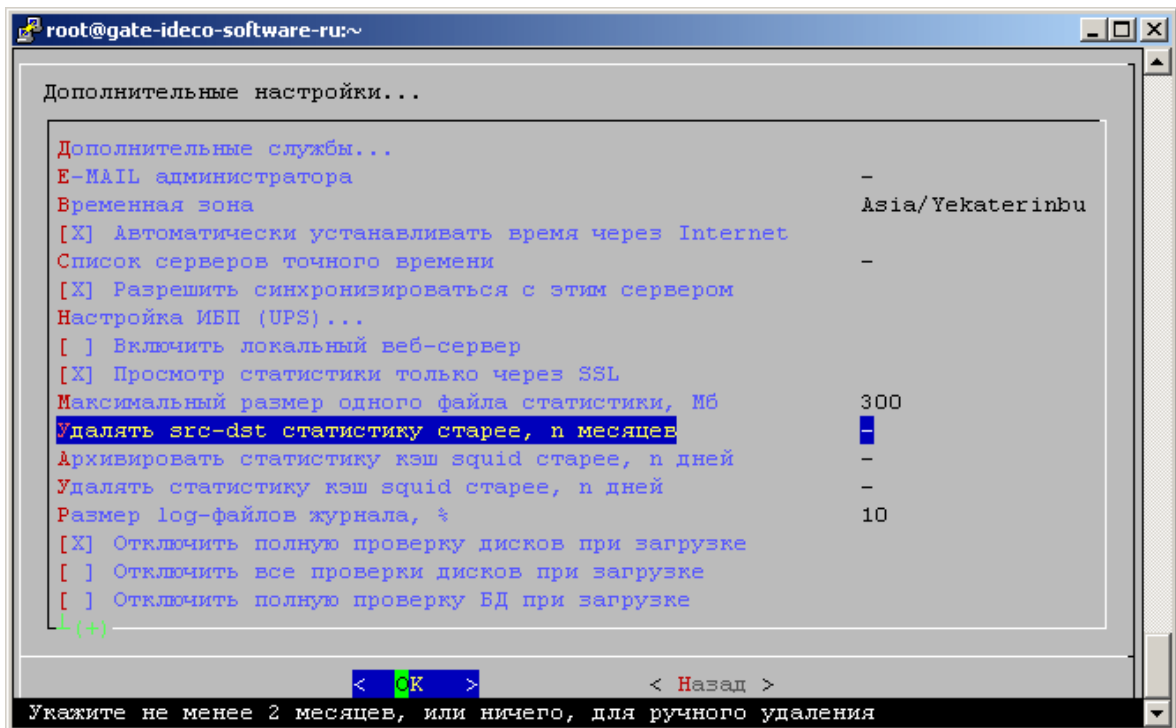 root@gate-ideco-software-ru:~
Дополнительные настройки...
Дополнительные службы...
E-MAIL администратора –
Временная зона Asia/Yekaterinbu
[X] Автоматически устанавливать время через Internet
Список серверов точного времени –
[X] Разрешить синхронизироваться с этим сервером
Настройка ИБП (UPS)...
[ ] Включить локальный веб-сервер
[X] Просмотр статистики только через SSL
Максимальный размер одного файла статистики, Мб 300
Удалять src-dst статистику старее, n месяцев –
Архивировать статистику кэш squid старее, n дней –
Удалять статистику кэш squid старее, n дней –
Размер log-файлов журнала, % 10
[X] Отключить полную проверку дисков при загрузке
[ ] Отключить все проверки дисков при загрузке
[ ] Отключить полную проверку БД при загрузке
┴(+)
< OK > < Назад >
Укажите не менее 2 месяцев, или ничего, для ручного удаления